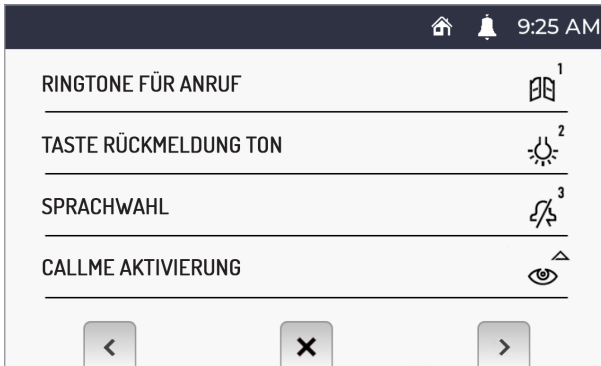 9:25 AM
RINGTONE FÜR ANRUF 1
TASTE RÜCKMELDUNG TON 2
SPRACHWAHL 3
CALLME AKTIVIERUNG